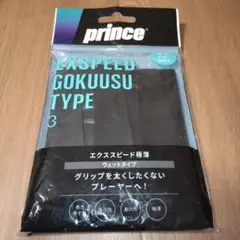 prince
EXSPEED
GOKUUSU
TYPE
3
エクススピード極薄
ウェットタイプ
グリップを太くしたくない
プレーヤーへ！